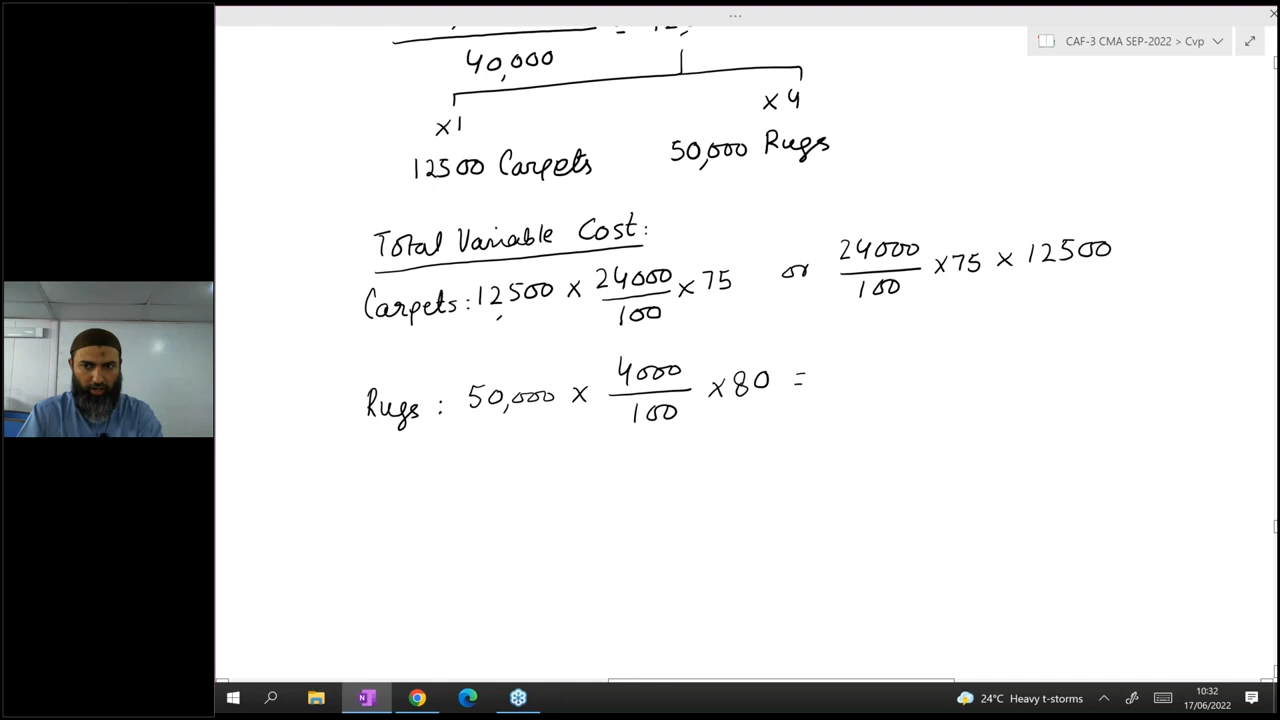 ...
CAF-3 CMA SEP-2022 > Cvp
40,000
x1
x 4
12500 Carpets
50,000 Rugs
Total Variable Cost:
Carpets: 12500 x 24000/100 x 75 or 24000/100 x 75 x 12500
Rugs: 50,000 x 4000/100 x 80 =
24°C Heavy t-storms
10:32
17/06/2022